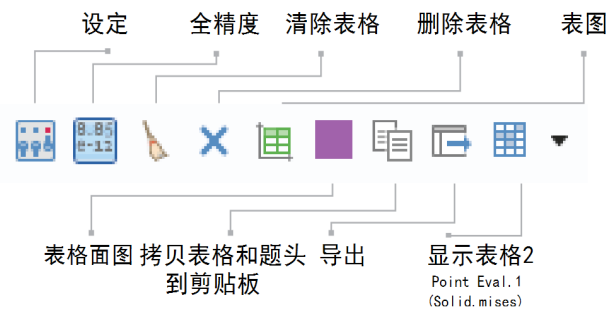 设定 全精度 清除表格 删除表格 表图
8.85
e-12
表格面图 拷贝表格和题头 导出 显示表格2
到剪贴板 Point Eval.1
(Solid.mises)